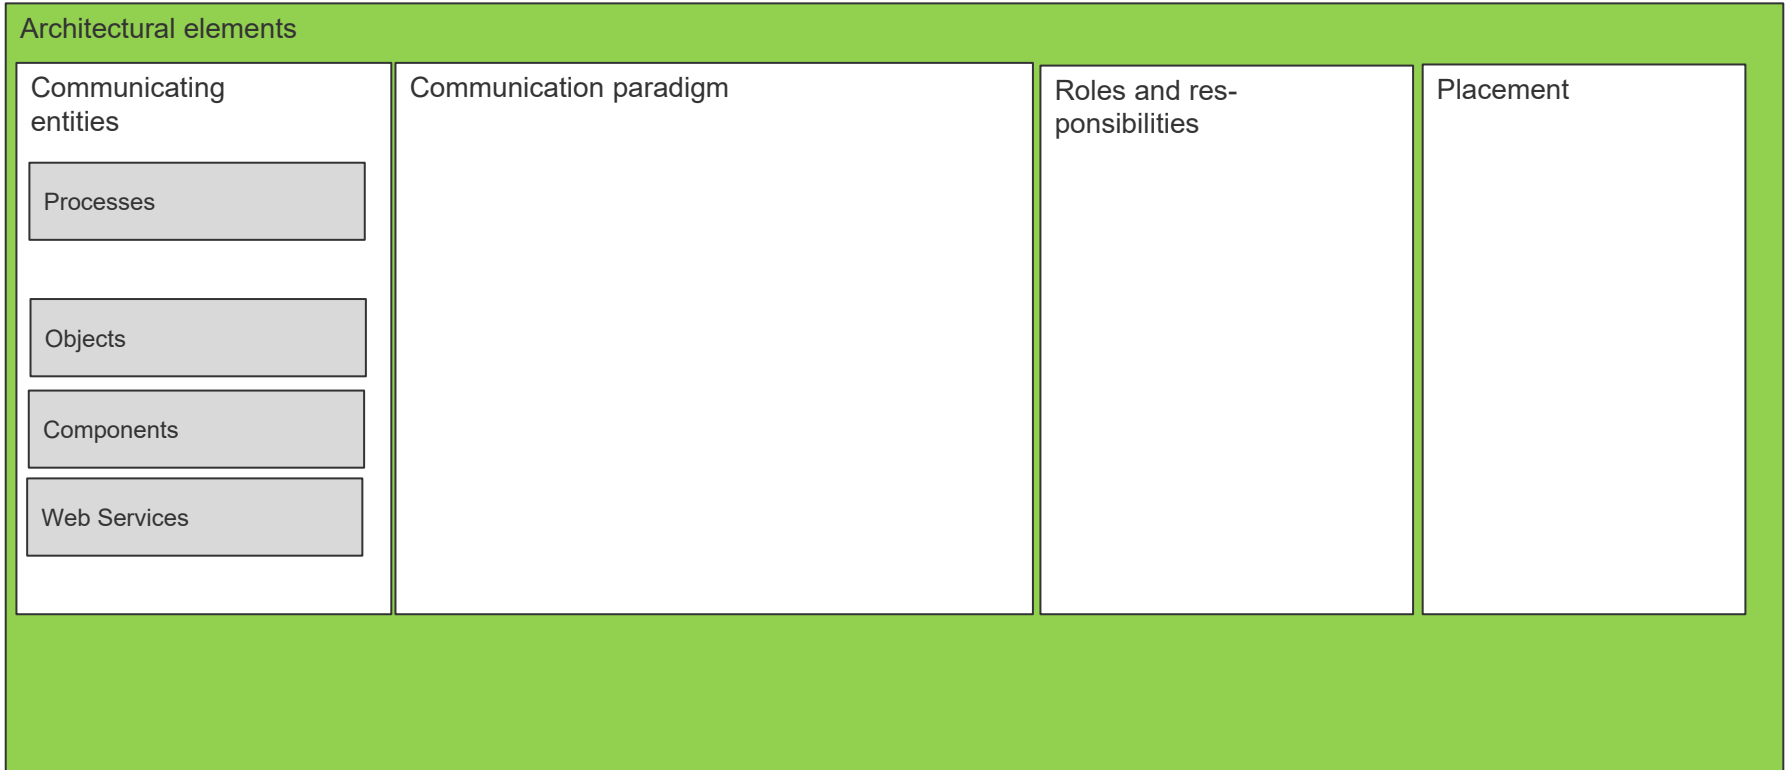 Architectural elements
Communicating
entities
Processes
Objects
Components
Web Services
Communication paradigm
Roles and res-
ponsibilities
Placement